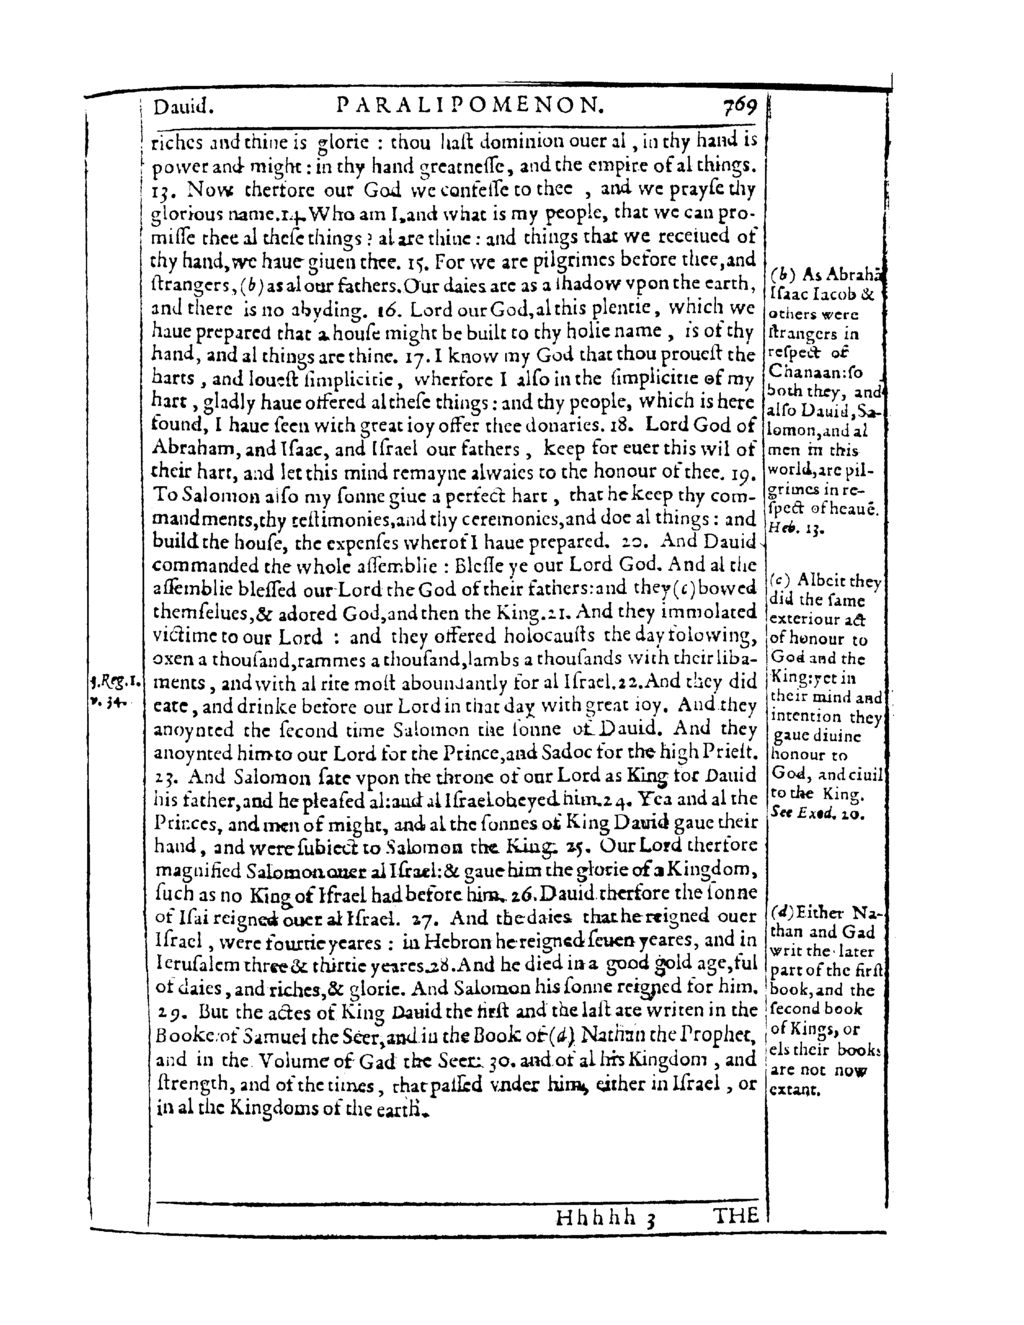 Dauid. PARALIPOMENON. 769
riches and thine is glorie : thou haſt dominion ouer al , in thy hand is
power and might : in thy hand greatneſſe, and the empire of al things.
13. Now therfore our God we confeſſe to thee , and we prayſe thy
glorious name.14. Who am I, and what is my people, that we can pro-
miſſe thee al theſe things ? al are thine : and things that we receiued of
thy hand, we haue giuen thee. 15. For we are pilgrimes before thee, and
ſtrangers, (b) as al our fathers. Our daies are as a ſhadow vpon the earth,
and there is no abyding. 16. Lord our God, al this plentie, which we
haue prepared that a houſe might be built to thy holie name , is of thy
hand, and al things are thine. 17. I know my God that thou proueſt the
harts , and loueſt ſimplicitie, wherfore I alſo in the ſimplicitie of my
hart , gladly haue offered al theſe things : and thy people, which is here
found, I haue ſeen with great ioy offer thee donaries. 18. Lord God of
Abraham, and Iſaac, and Iſrael our fathers , keep for euer this wil of
their hart, and let this mind remayne alwaies to the honour of thee. 19.
To Salomon alſo my ſonne giue a perfect hart , that he keep thy com-
mandments, thy teſtimonies, and thy ceremonies, and doe al things : and
build the houſe, the expenſes wherof I haue prepared. 20. And Dauid
commanded the whole aſſemblie : Bleſſe ye our Lord God. And al the
aſſemblie bleſſed our Lord the God of their fathers: and they (c) bowed
themſelues, & adored God, and then the King. 21. And they immolated
victime to our Lord : and they offered holocauſts the day folowing,
oxen a thouſand, rammes a thouſand, lambs a thouſands with their liba-
ments , and with al rite moſt aboundantly for al Iſrael. 22. And they did
eate, and drinke before our Lord in that day with great ioy. And they
anoynted the ſecond time Salomon the ſonne of Dauid. And they
anoynted him to our Lord for the Prince, and Sadoc for the high Prieſt.
23. And Salomon ſate vpon the throne of our Lord as King for Dauid
his father, and he pleaſed al: and al Iſrael obeyed him. 24. Yea and al the
Princes, and men of might, and al the ſonnes of King Dauid gaue their
hand , and were ſubiect to Salomon the King. 25. Our Lord therfore
magnified Salomon ouer al Iſrael: & gaue him the glorie of a Kingdom,
ſuch as no King of Iſrael had before him. 26. Dauid therfore the ſonne
of Iſai reigned ouer al Iſrael. 27. And the daies that he reigned ouer
Iſrael , were fourtie yeares : in Hebron he reigned ſeuen yeares, and in
Ieruſalem three & thirtie yeares. 28. And he died in a good gold age, ful
of daies, and riches, & glorie. And Salomon his ſonne reigned for him.
29. But the actes of King Dauid the firſt and the laſt are writen in the
Booke of Samuel the Seer, and in the Book of (d) Nathan the Prophet,
and in the Volume of Gad the Seer: 30. and of al his Kingdom , and
ſtrength, and of the times, that paſſed vnder him, either in Iſrael , or
in al the Kingdoms of the earth.
3.Reg.1.
v. 34.
(b) As Abrahā
Iſaac Iacob &
others were
ſtrangers in
reſpect of
Chanaan: ſo
both they, and
alſo Dauid, Sa-
lomon, and al
men in this
world, are pil-
grimes in re-
ſpect of heauē.
Heb. 13.
(c) Albeit they
did the ſame
exteriour act
of honour to
God and the
King: yet in
their mind and
intention they
gaue diuine
honour to
God, and ciuil
to the King.
See Exod. 20.
(d) Either Na-
than and Gad
writ the later
part of the firſt
book, and the
ſecond book
of Kings, or
els their books
are not now
extant.
Hhhhh 3 THE